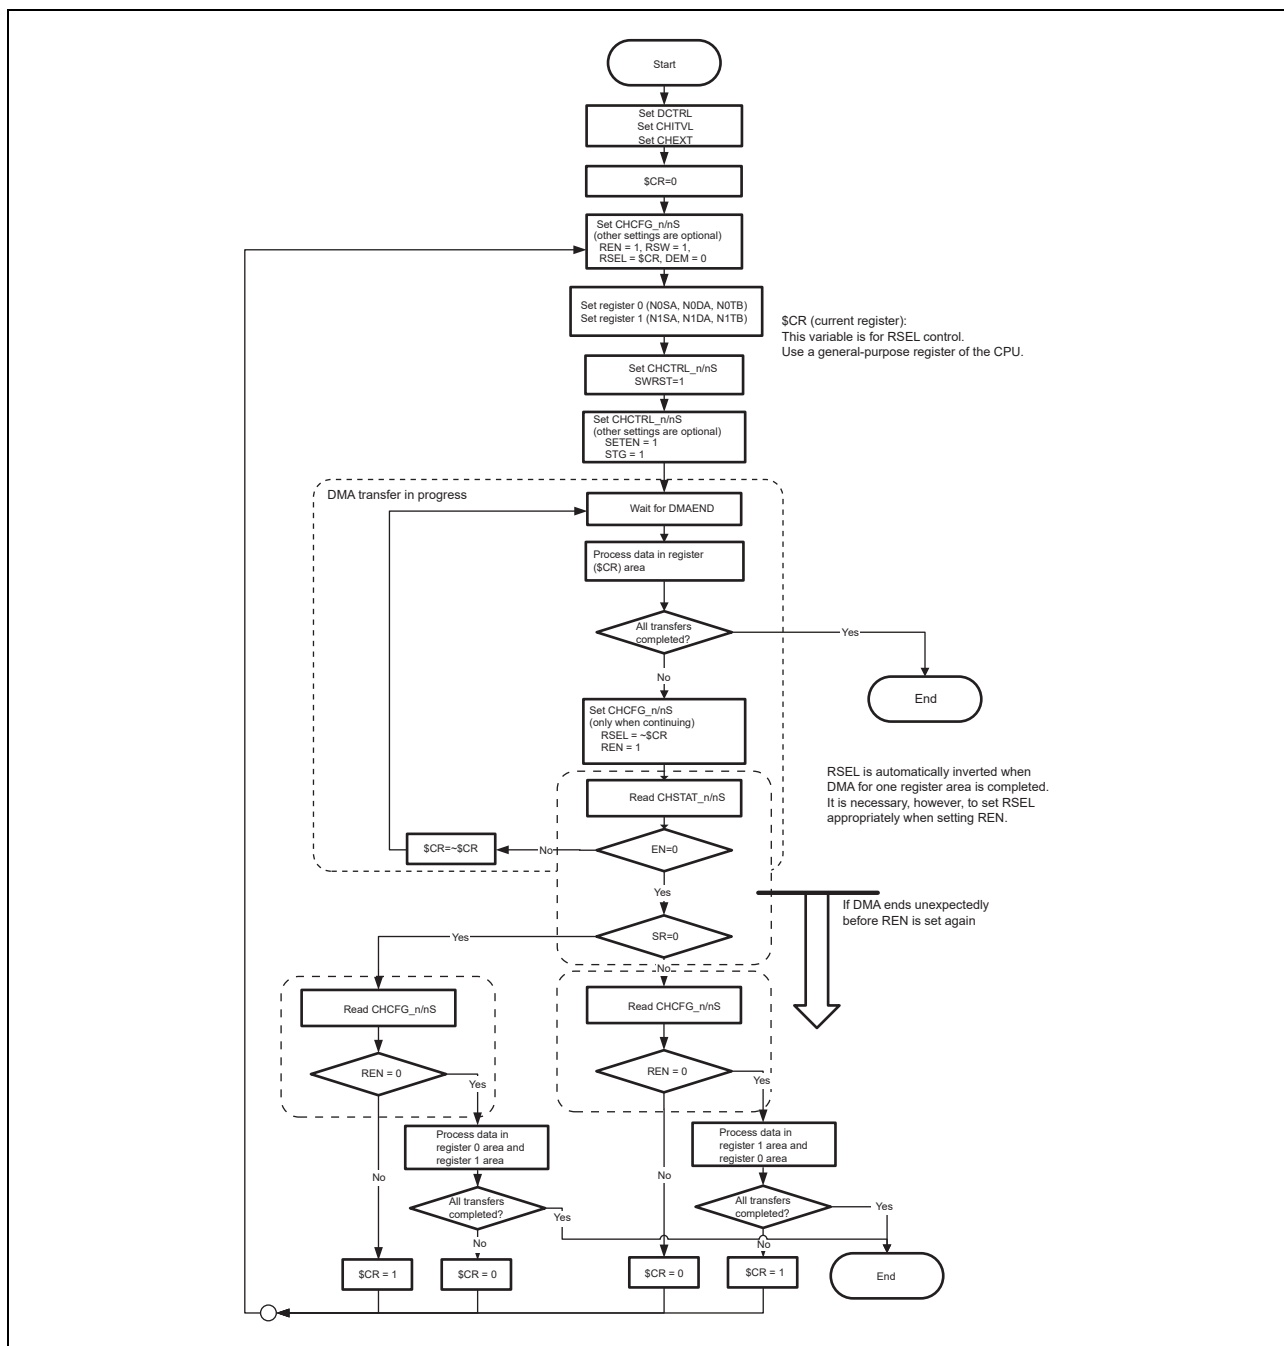 Start
Set DCTRL
Set CHITVL
Set CHEXT
$CR=0
Set CHCFG_n/nS
(other settings are optional)
REN = 1, RSW = 1,
RSEL = $CR, DEM = 0
Set register 0 (N0SA, N0DA, N0TB)
Set register 1 (N1SA, N1DA, N1TB)
$CR (current register):
This variable is for RSEL control.
Use a general-purpose register of the CPU.
Set CHCTRL_n/nS
SWRST=1
Set CHCTRL_n/nS
(other settings are optional)
SETEN = 1
STG = 1
DMA transfer in progress
Wait for DMAEND
Process data in register
($CR) area
All transfers
completed?
Yes
No
End
Set CHCFG_n/nS
(only when continuing)
RSEL = ~$CR
REN = 1
RSEL is automatically inverted when
DMA for one register area is completed.
It is necessary, however, to set RSEL
appropriately when setting REN.
Read CHSTAT_n/nS
$CR=~$CR
No
EN=0
Yes
If DMA ends unexpectedly
before REN is set again
Yes
SR=0
No
Read CHCFG_n/nS
Read CHCFG_n/nS
REN = 0
Yes
REN = 0
Yes
Process data in
register 0 area and
register 1 area
Process data in
register 1 area and
register 0 area
No
No
All transfers
completed?
Yes
All transfers
completed?
Yes
No
No
$CR = 1
$CR = 0
$CR = 0
$CR = 1
End